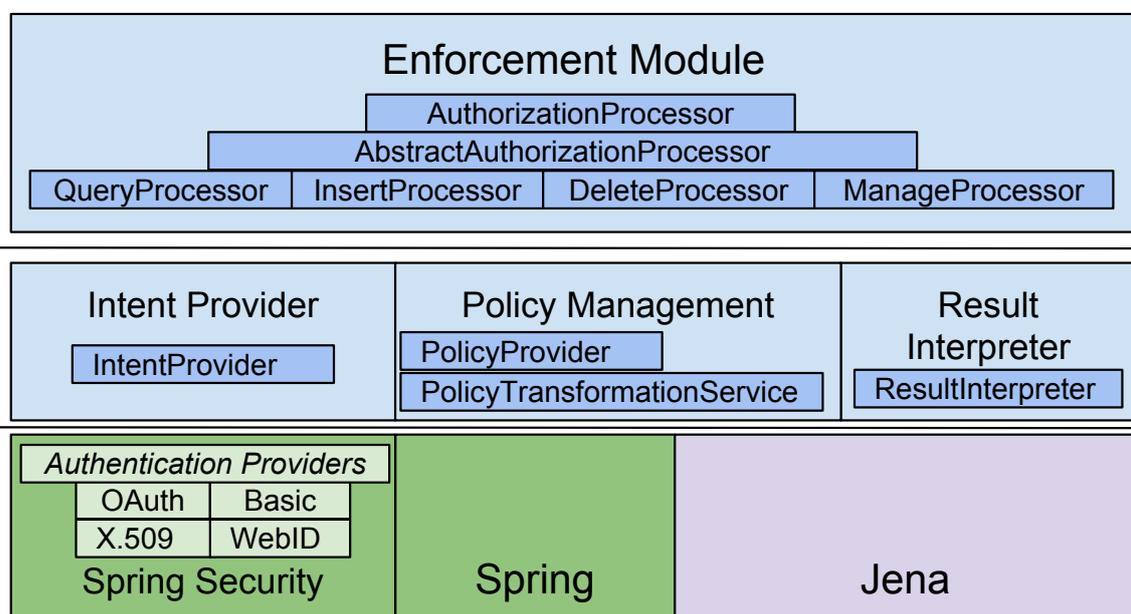 Enforcement Module
AuthorizationProcessor
AbstractAuthorizationProcessor
QueryProcessor InsertProcessor DeleteProcessor ManageProcessor
Intent Provider
IntentProvider
Policy Management
PolicyProvider
PolicyTransformationService
Result
Interpreter
ResultInterpreter
Authentication Providers
OAuth Basic
X.509 WebID
Spring Security
Spring
Jena